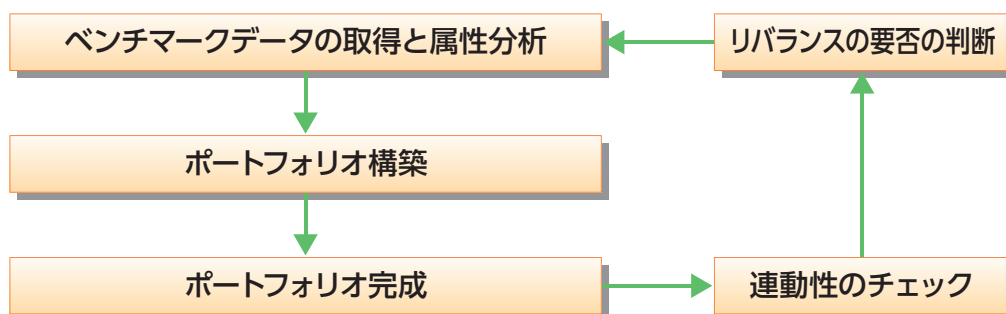 ベンチマークデータの取得と属性分析
リバランスの要否の判断
ポートフォリオ構築
ポートフォリオ完成
連動性のチェック